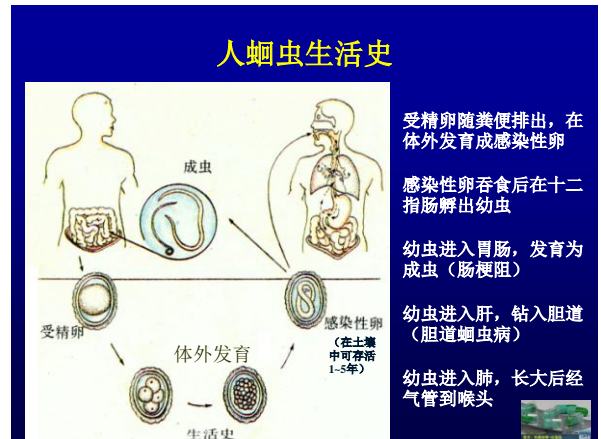 人蛔虫生活史
成虫
受精卵
体外发育
感染性卵
（在土壤
中可存活
1~5年）
生活史
受精卵随粪便排出，在
体外发育成感染性卵
感染性卵吞食后在十二
指肠孵出幼虫
幼虫进入胃肠，发育为
成虫（肠梗阻）
幼虫进入肝，钻入胆道
（胆道蛔虫病）
幼虫进入肺，长大后经
气管到喉头